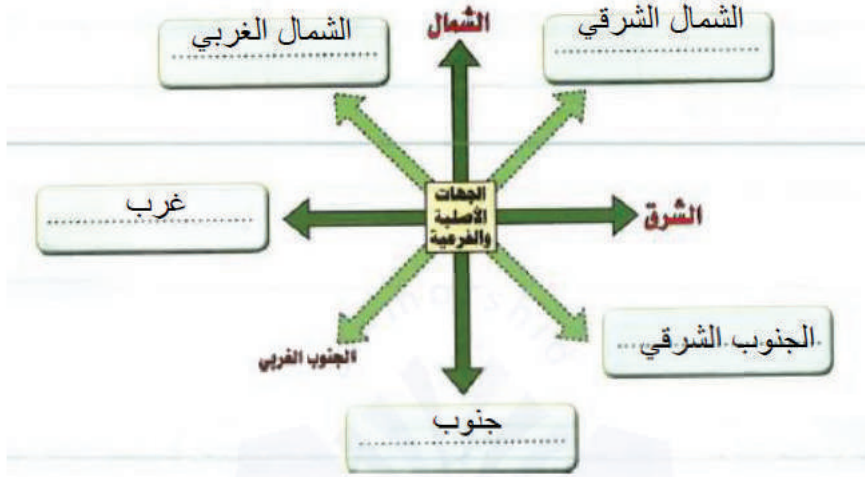 الشمال الشرقي
الشمال
الشمال الغربي
الجهات
الأصلية
والفرعية
الشرق
غرب
الجنوب الشرقي
الجنوب الغربي
جنوب